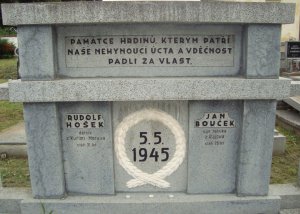 PAMÁTCE HRDINŮ, KTERÝM PATŘÍ
NAŠE NEHYNOUCÍ ÚCTA A VDĚČNOST
PADLI ZA VLAST.
RUDOLF
HOŠEK
JAN
BOUČEK
5.5.
1945